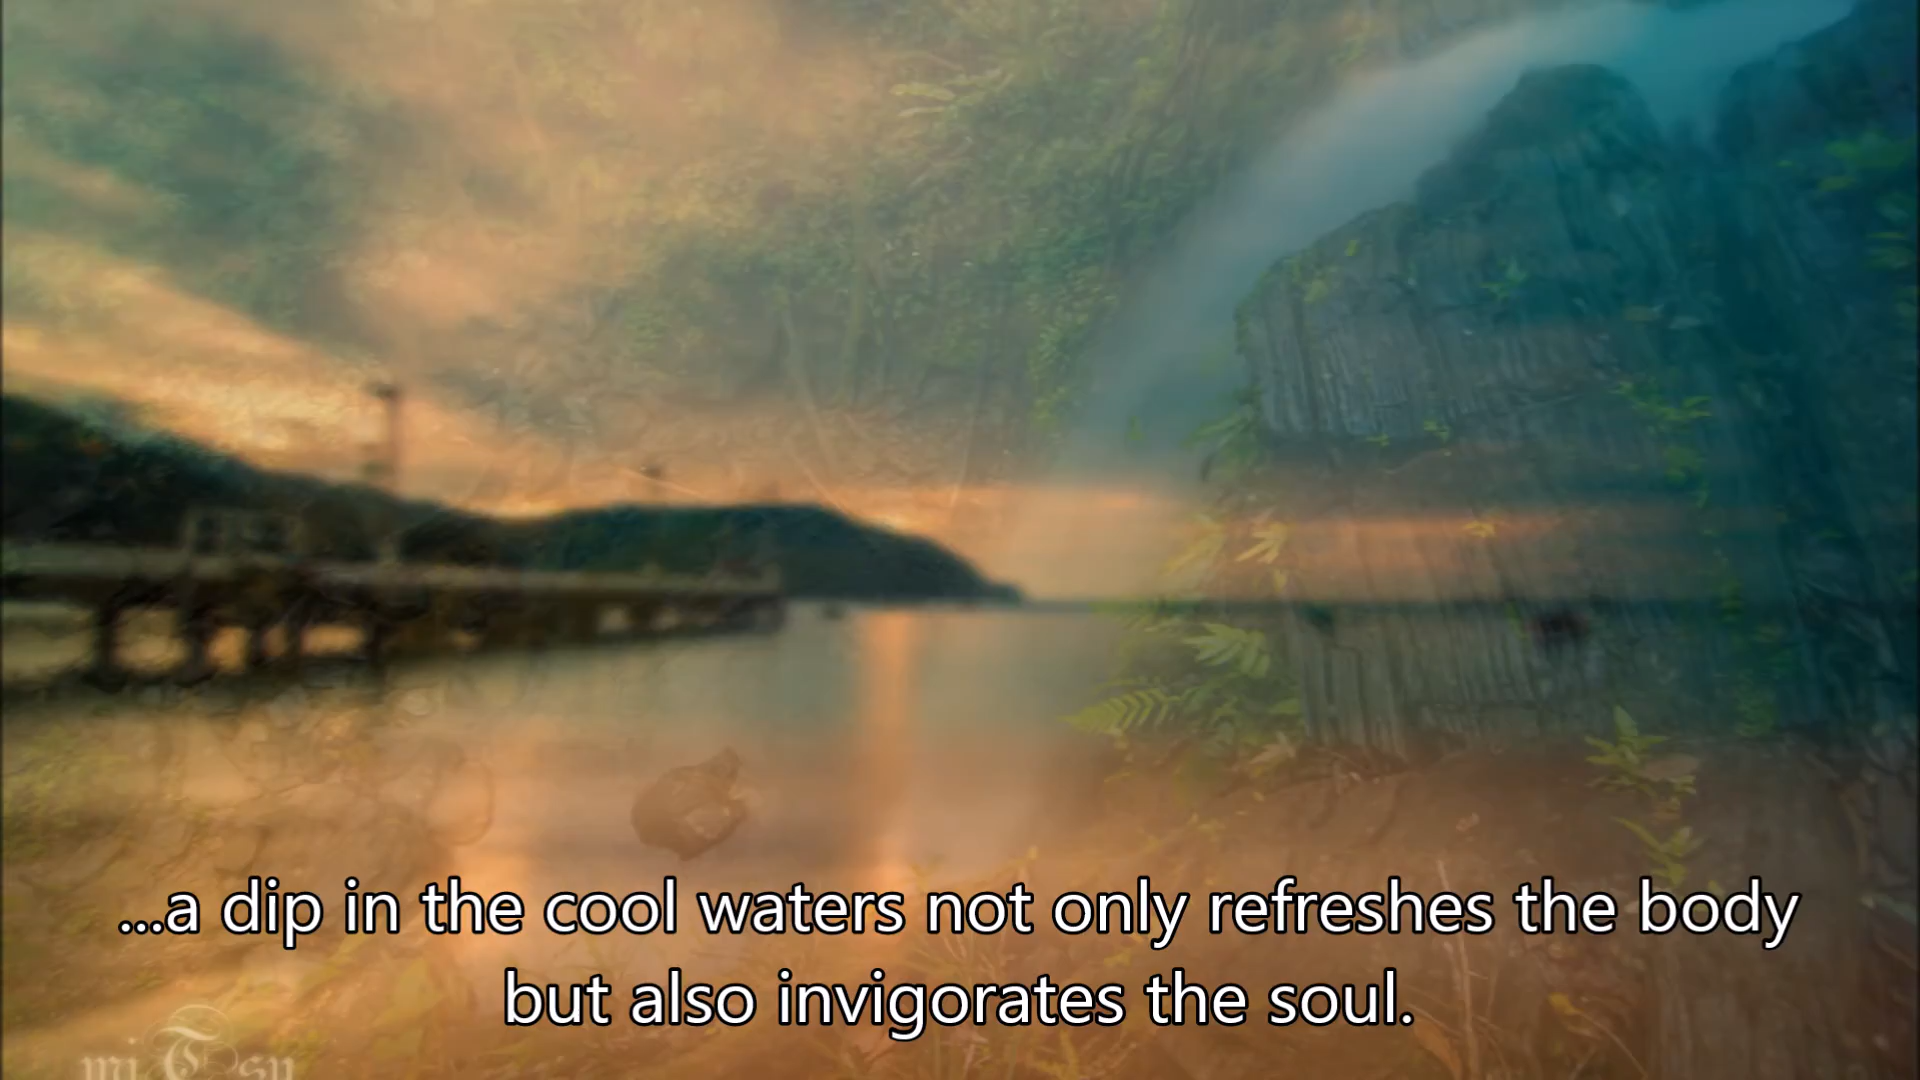 ...a dip in the cool waters not only refreshes the body
but also invigorates the soul.